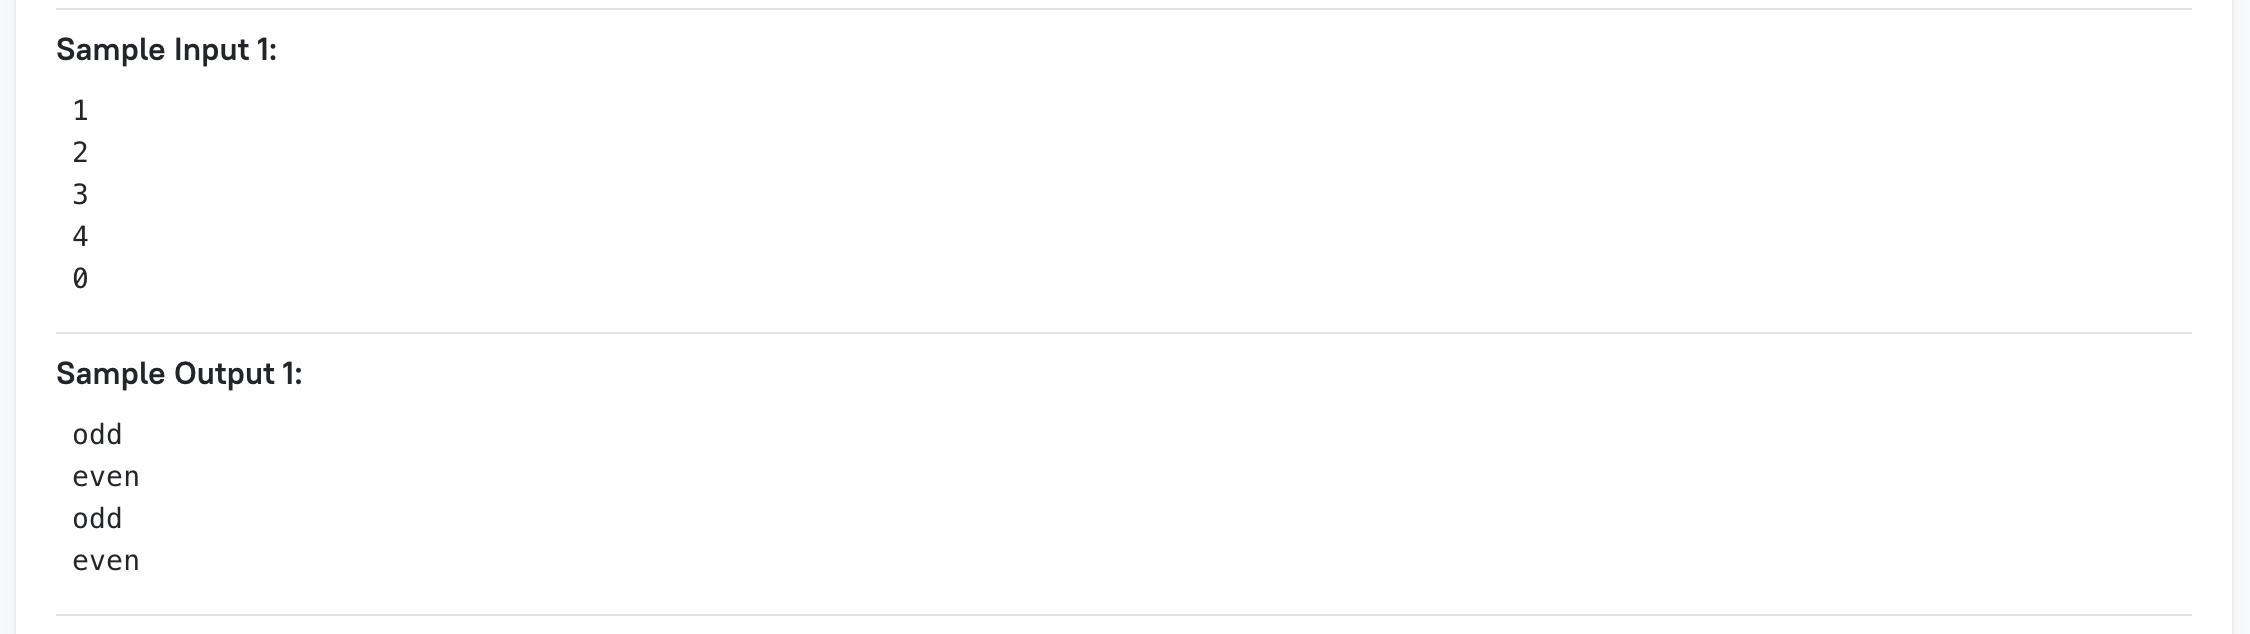 Sample Input 1:
1
2
3
4
0
Sample Output 1:
odd
even
odd
even